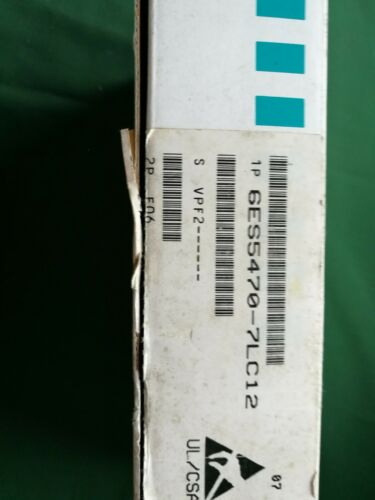 1P 6ES5470-7LC12
S VPF2------
2P E06
07
UL/CSA